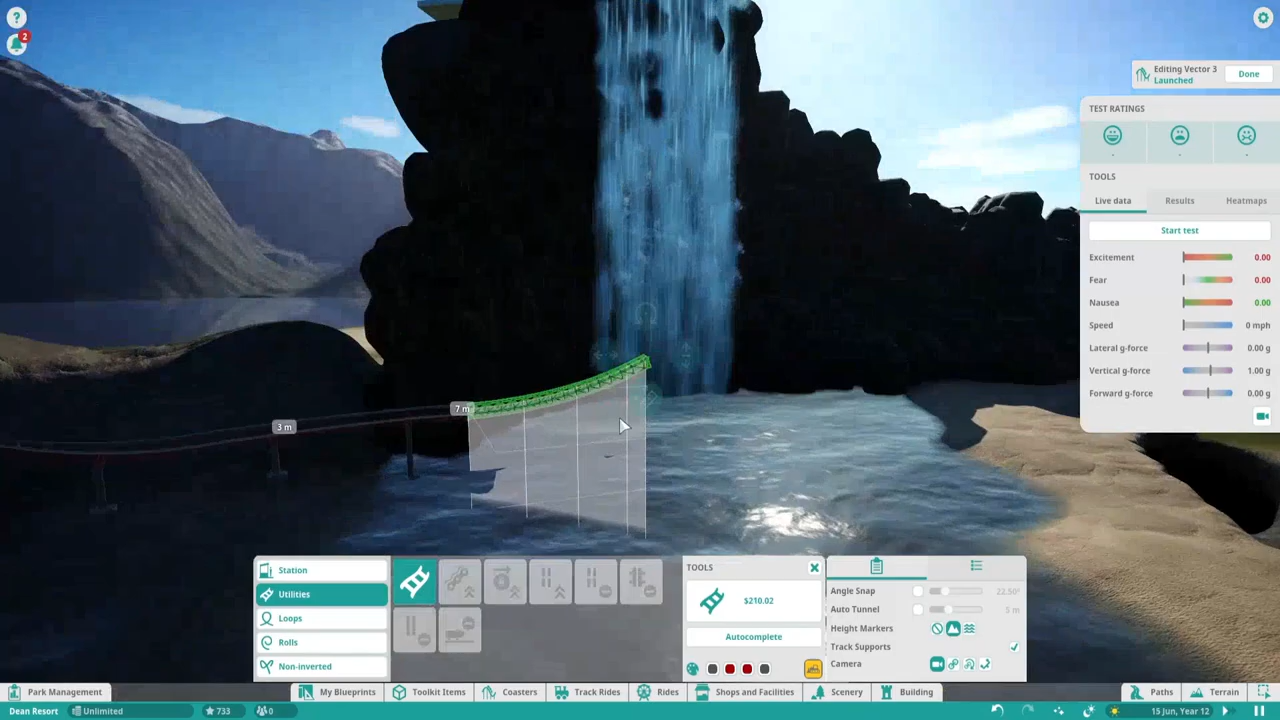 ?
2
Editing Vector 3
Launched
Done
TEST RATINGS
- - -
TOOLS
Live data Results Heatmaps
Start test
Excitement 0.00
Fear 0.00
Nausea 0.00
Speed 0 mph
Lateral g-force 0.00 g
Vertical g-force 1.00 g
Forward g-force 0.00 g
7 m
3 m
Station
Utilities
Loops
Rolls
Non-inverted
TOOLS
$210.02
Autocomplete
Angle Snap 22.50°
Auto Tunnel 5 m
Height Markers
Track Supports
Camera
Park Management My Blueprints Toolkit Items Coasters Track Rides Rides Shops and Facilities Scenery Building Paths Terrain
Dean Resort Unlimited 733 0 15 Jun, Year 12